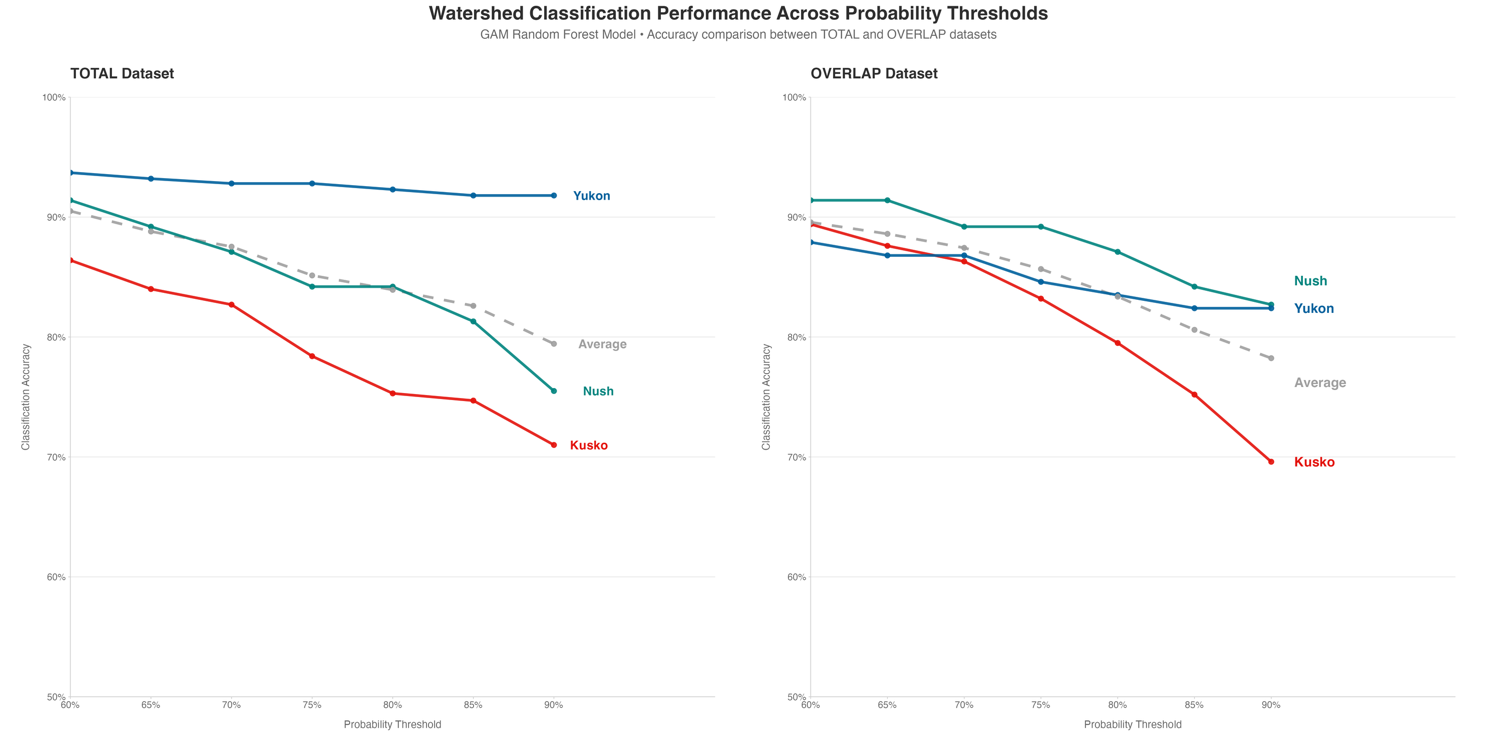 Watershed Classification Performance Across Probability Thresholds
GAM Random Forest Model • Accuracy comparison between TOTAL and OVERLAP datasets
TOTAL Dataset
100%
90%
80%
70%
60%
50%
Classification Accuracy
60%
65%
70%
75%
80%
85%
90%
Probability Threshold
Yukon
Average
Nush
Kusko
OVERLAP Dataset
100%
90%
80%
70%
60%
50%
Classification Accuracy
60%
65%
70%
75%
80%
85%
90%
Probability Threshold
Nush
Yukon
Average
Kusko